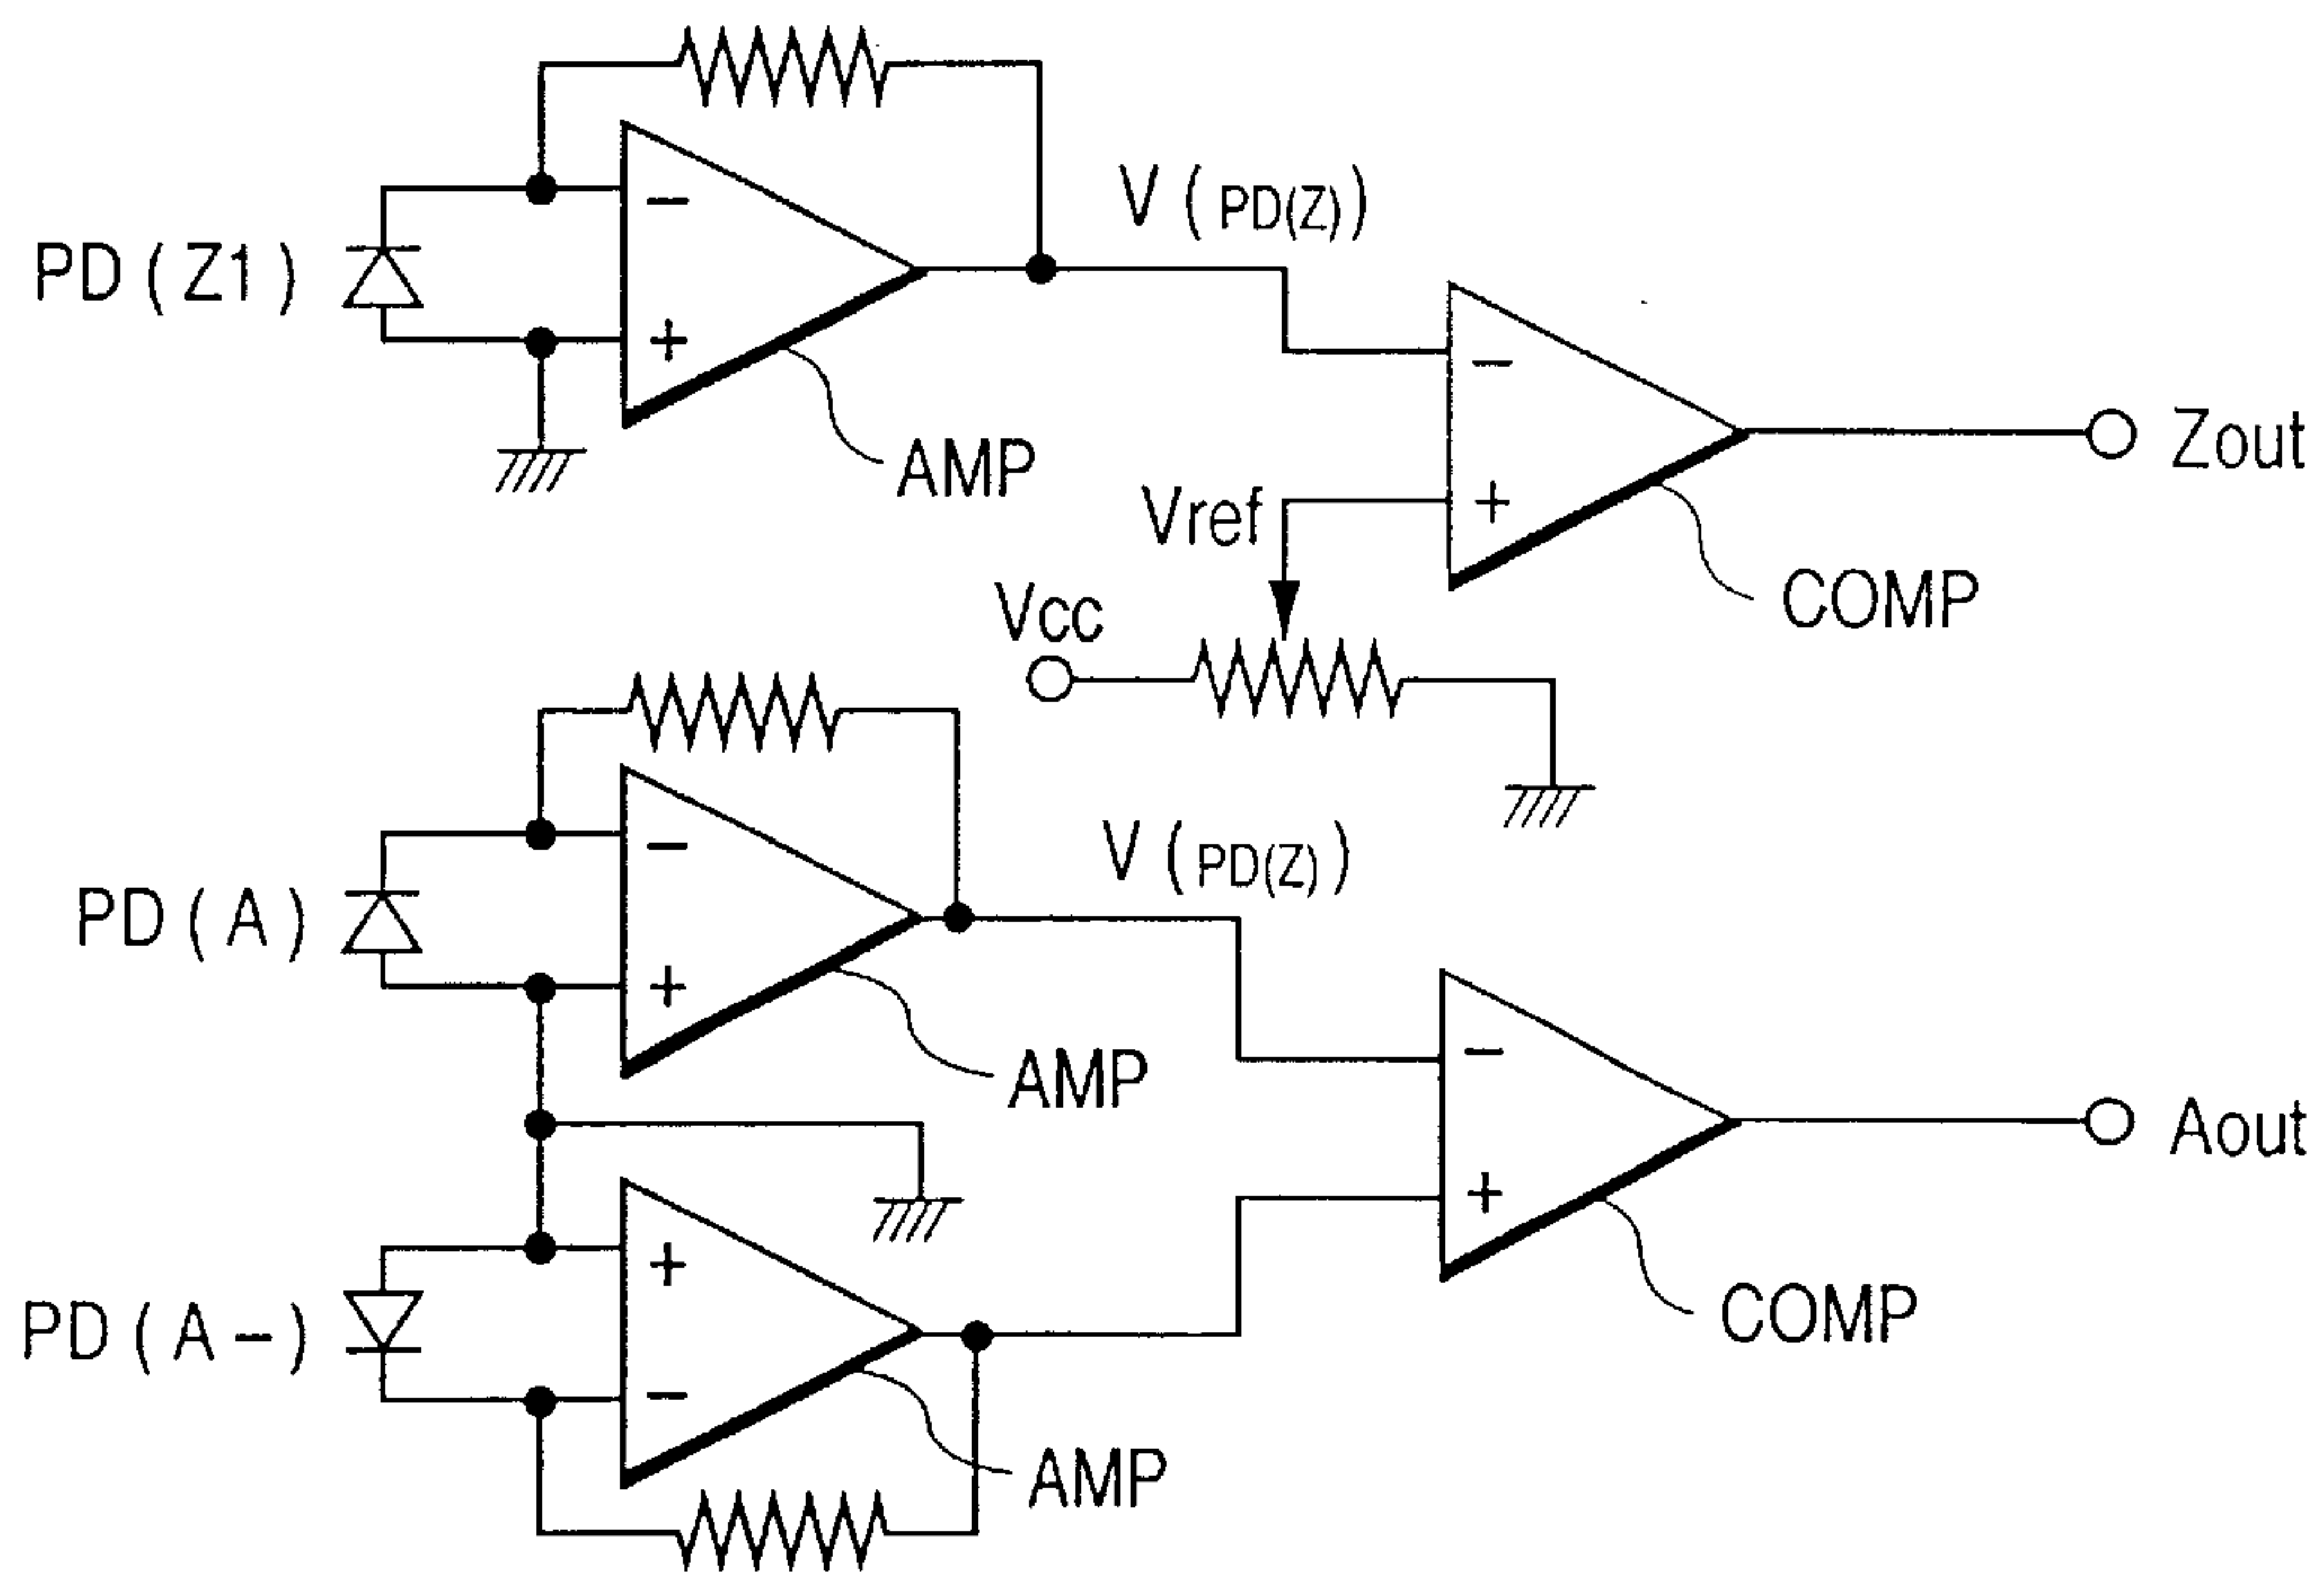 V (PD(Z))
PD (Z1)
−
+
AMP
−
+
Zout
Vref
COMP
Vcc
V (PD(Z))
PD (A)
−
+
AMP
−
+
Aout
PD (A−)
+
−
COMP
AMP